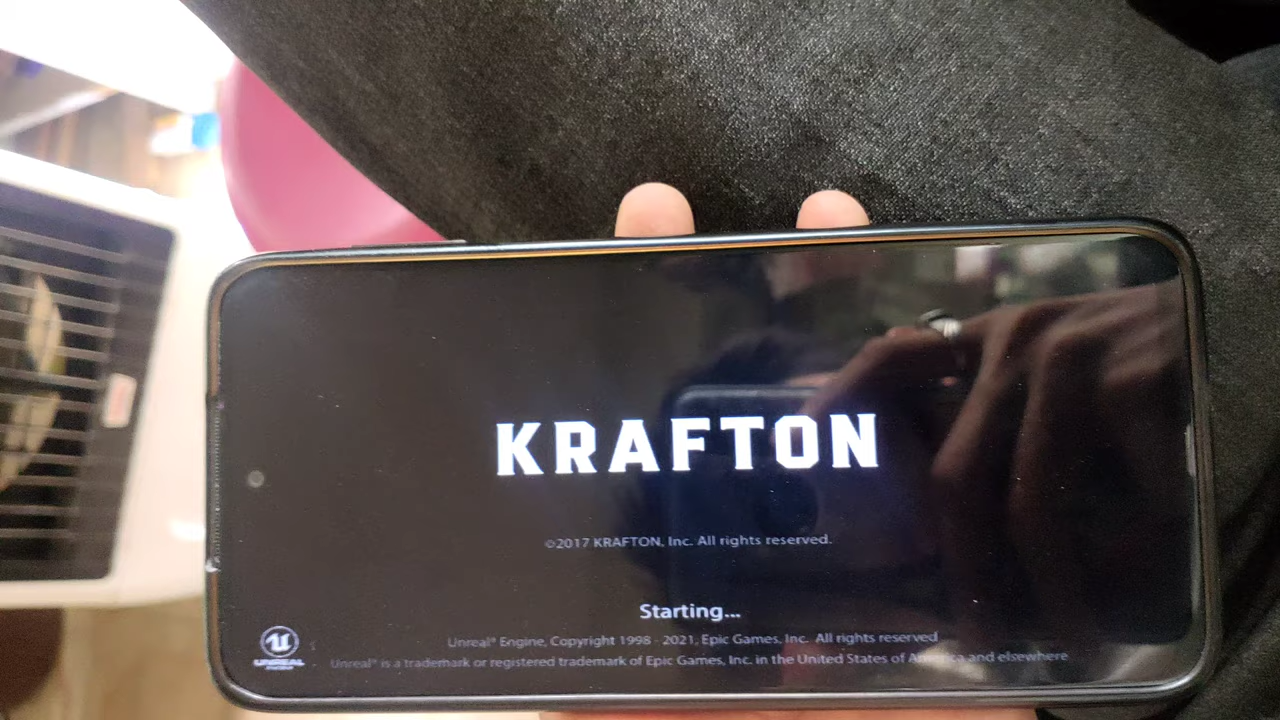 KRAFTON
©2017 KRAFTON, Inc. All rights reserved.
Starting...
Unreal® Engine, Copyright 1998 - 2021, Epic Games, Inc. All rights reserved
Unreal® is a trademark or registered trademark of Epic Games, Inc. in the United States of America and elsewhere
UNREAL